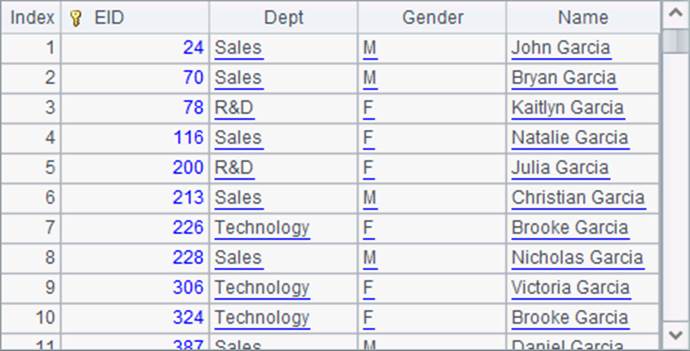 Index EID Dept Gender Name
1 24 Sales M John Garcia
2 70 Sales M Bryan Garcia
3 78 R&D F Kaitlyn Garcia
4 116 Sales F Natalie Garcia
5 200 R&D F Julia Garcia
6 213 Sales M Christian Garcia
7 226 Technology F Brooke Garcia
8 228 Sales M Nicholas Garcia
9 306 Technology F Victoria Garcia
10 324 Technology F Brooke Garcia
11 387 Sales M Daniel Garcia